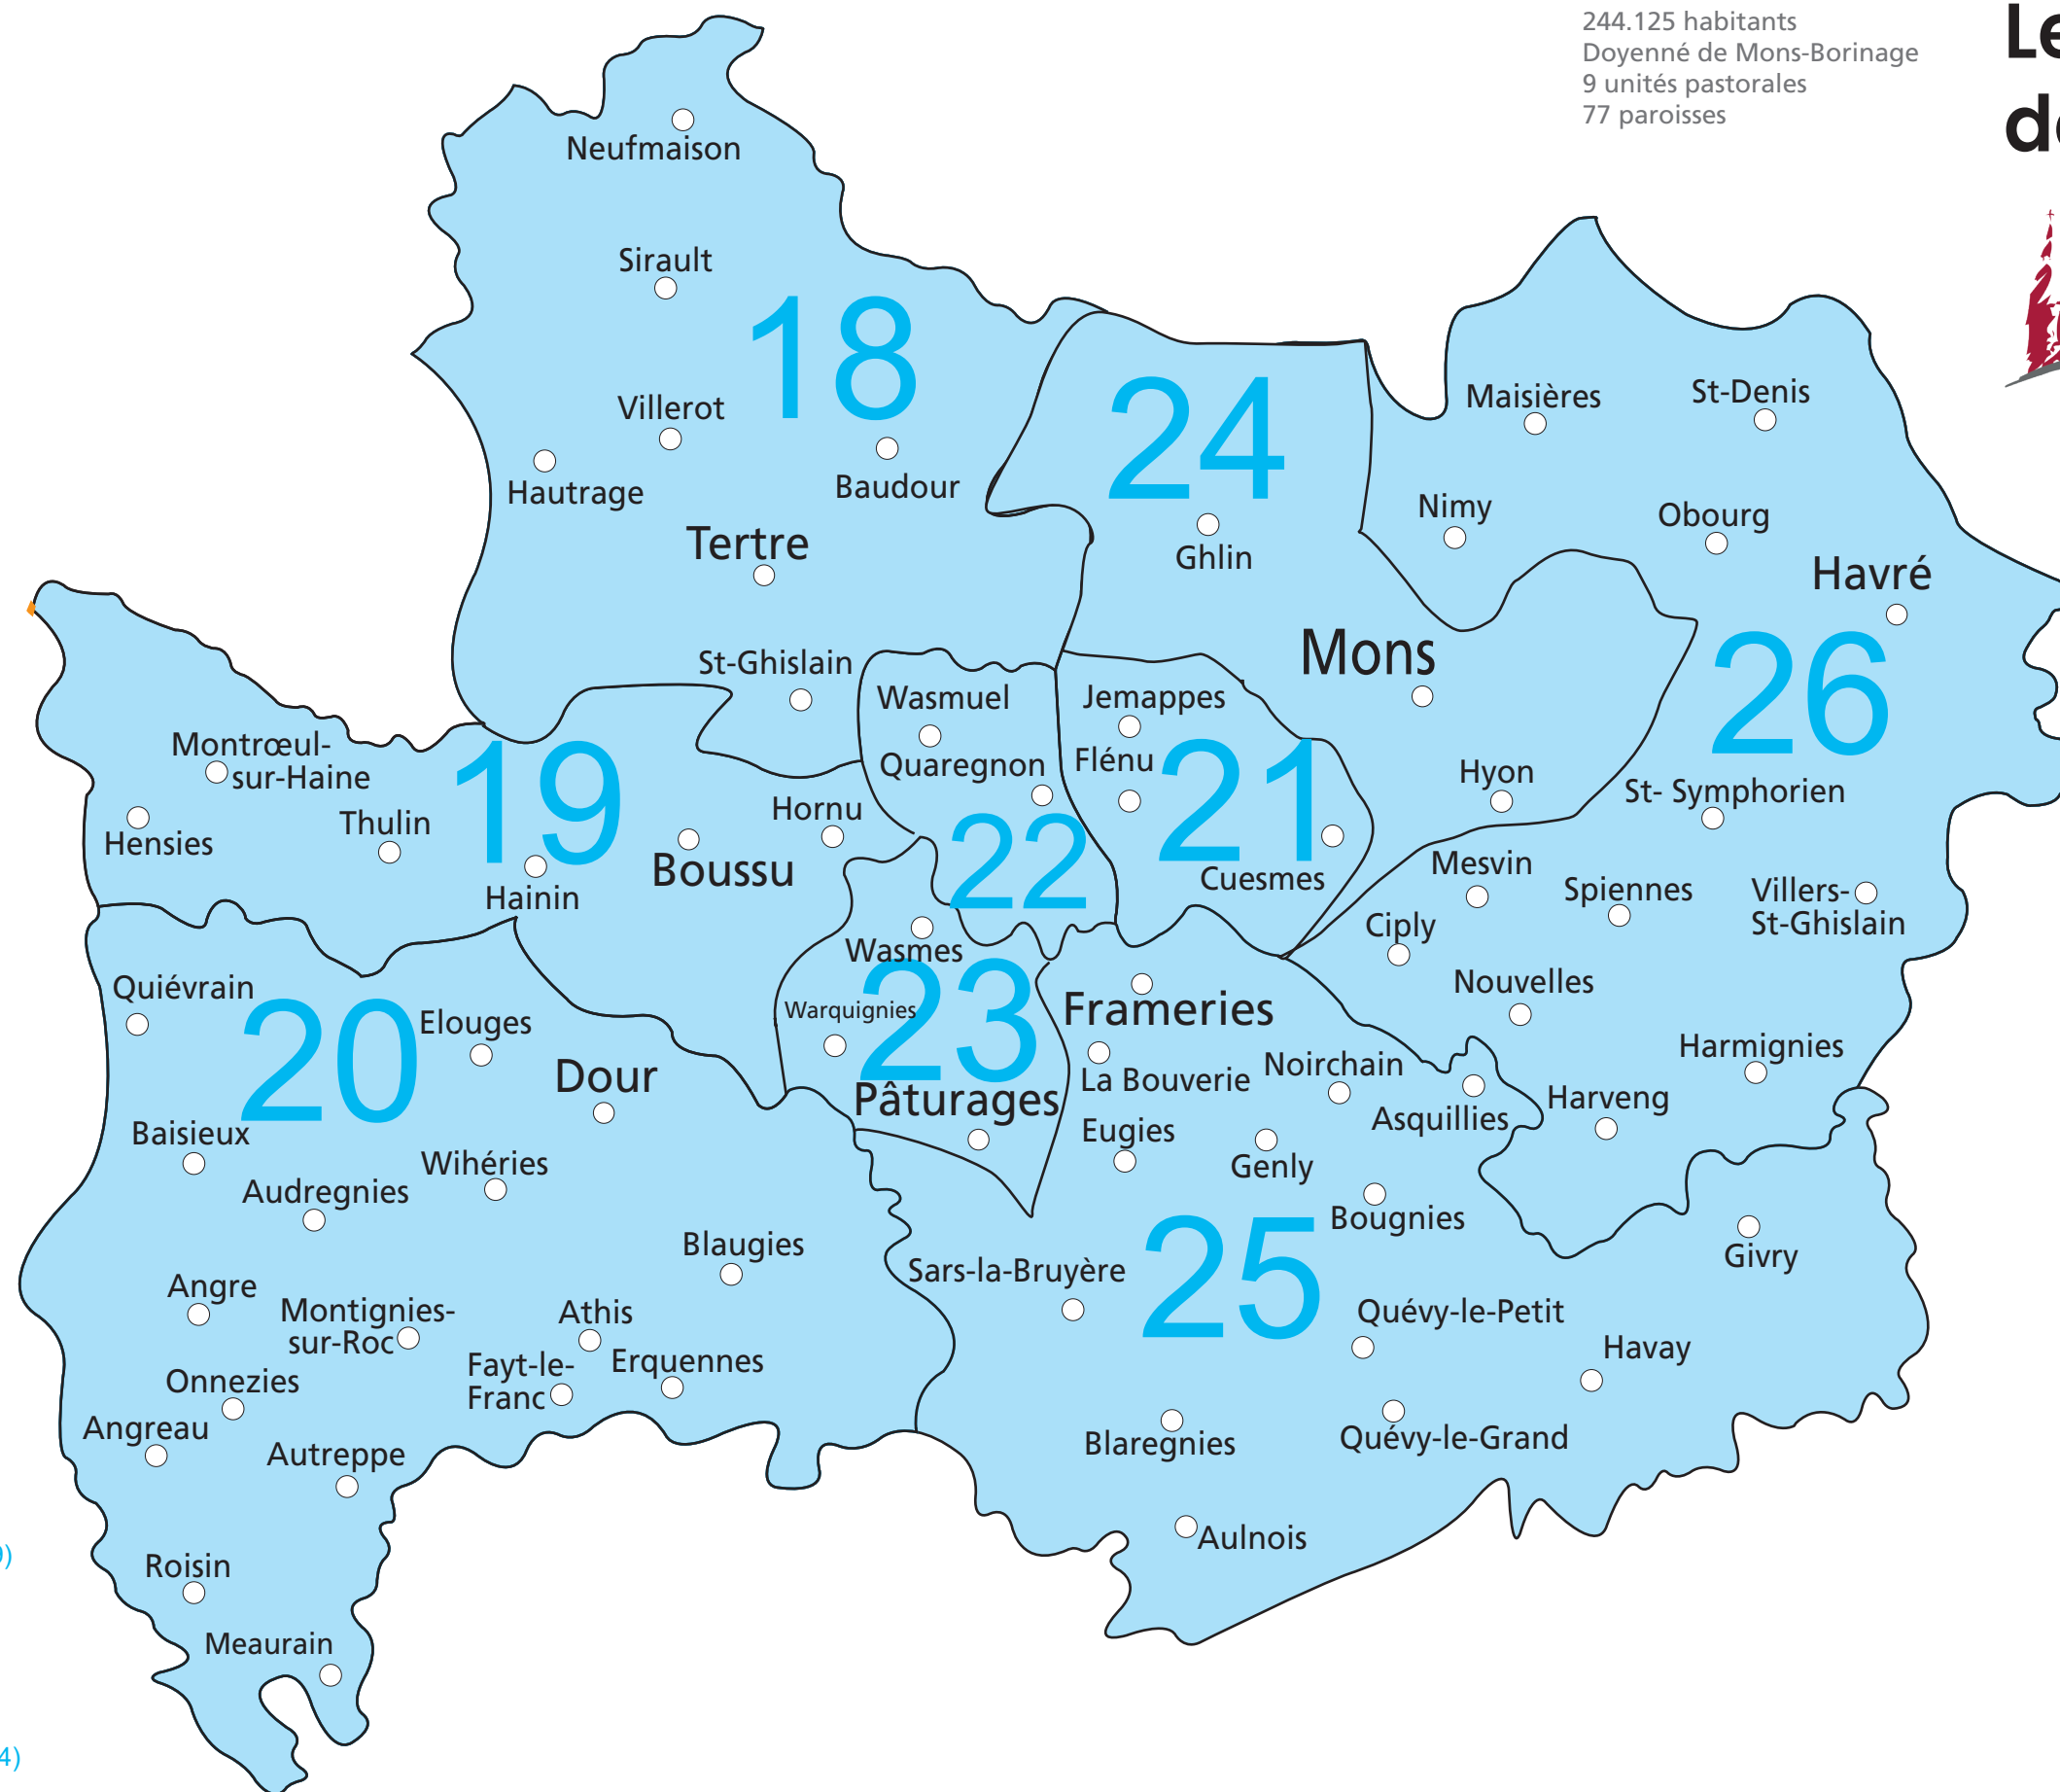 244.125 habitants
Doyenné de Mons-Borinage
9 unités pastorales
77 paroisses
Le
de
Neufmaison
Sirault
18
Villerot
Hautrage
Baudour
Tertre
St-Ghislain
24
Ghlin
Mons
Hyon
Maisières
St-Denis
Nimy
Obourg
Havré
26
St- Symphorien
Mesvin
Spiennes
Villers-
St-Ghislain
Ciply
Nouvelles
Harmignies
Harveng
Wasmuel
Quaregnon
22
Jemappes
Flénu
21
Cuesmes
Montrœul-
sur-Haine
Hensies
Thulin
19
Hainin
Boussu
Hornu
Wasmes
Warquignies
23
Pâturages
Quiévrain
20
Elouges
Dour
Baisieux
Wihéries
Audregnies
Blaugies
Angre
Montignies-
sur-Roc
Athis
Fayt-le-
Franc
Erquennes
Onnezies
Angreau
Autreppe
Roisin
Meaurain
Frameries
La Bouverie
Noirchain
Asquillies
Eugies
Genly
Bougnies
25
Givry
Sars-la-Bruyère
Quévy-le-Petit
Havay
Blaregnies
Quévy-le-Grand
Aulnois
4)